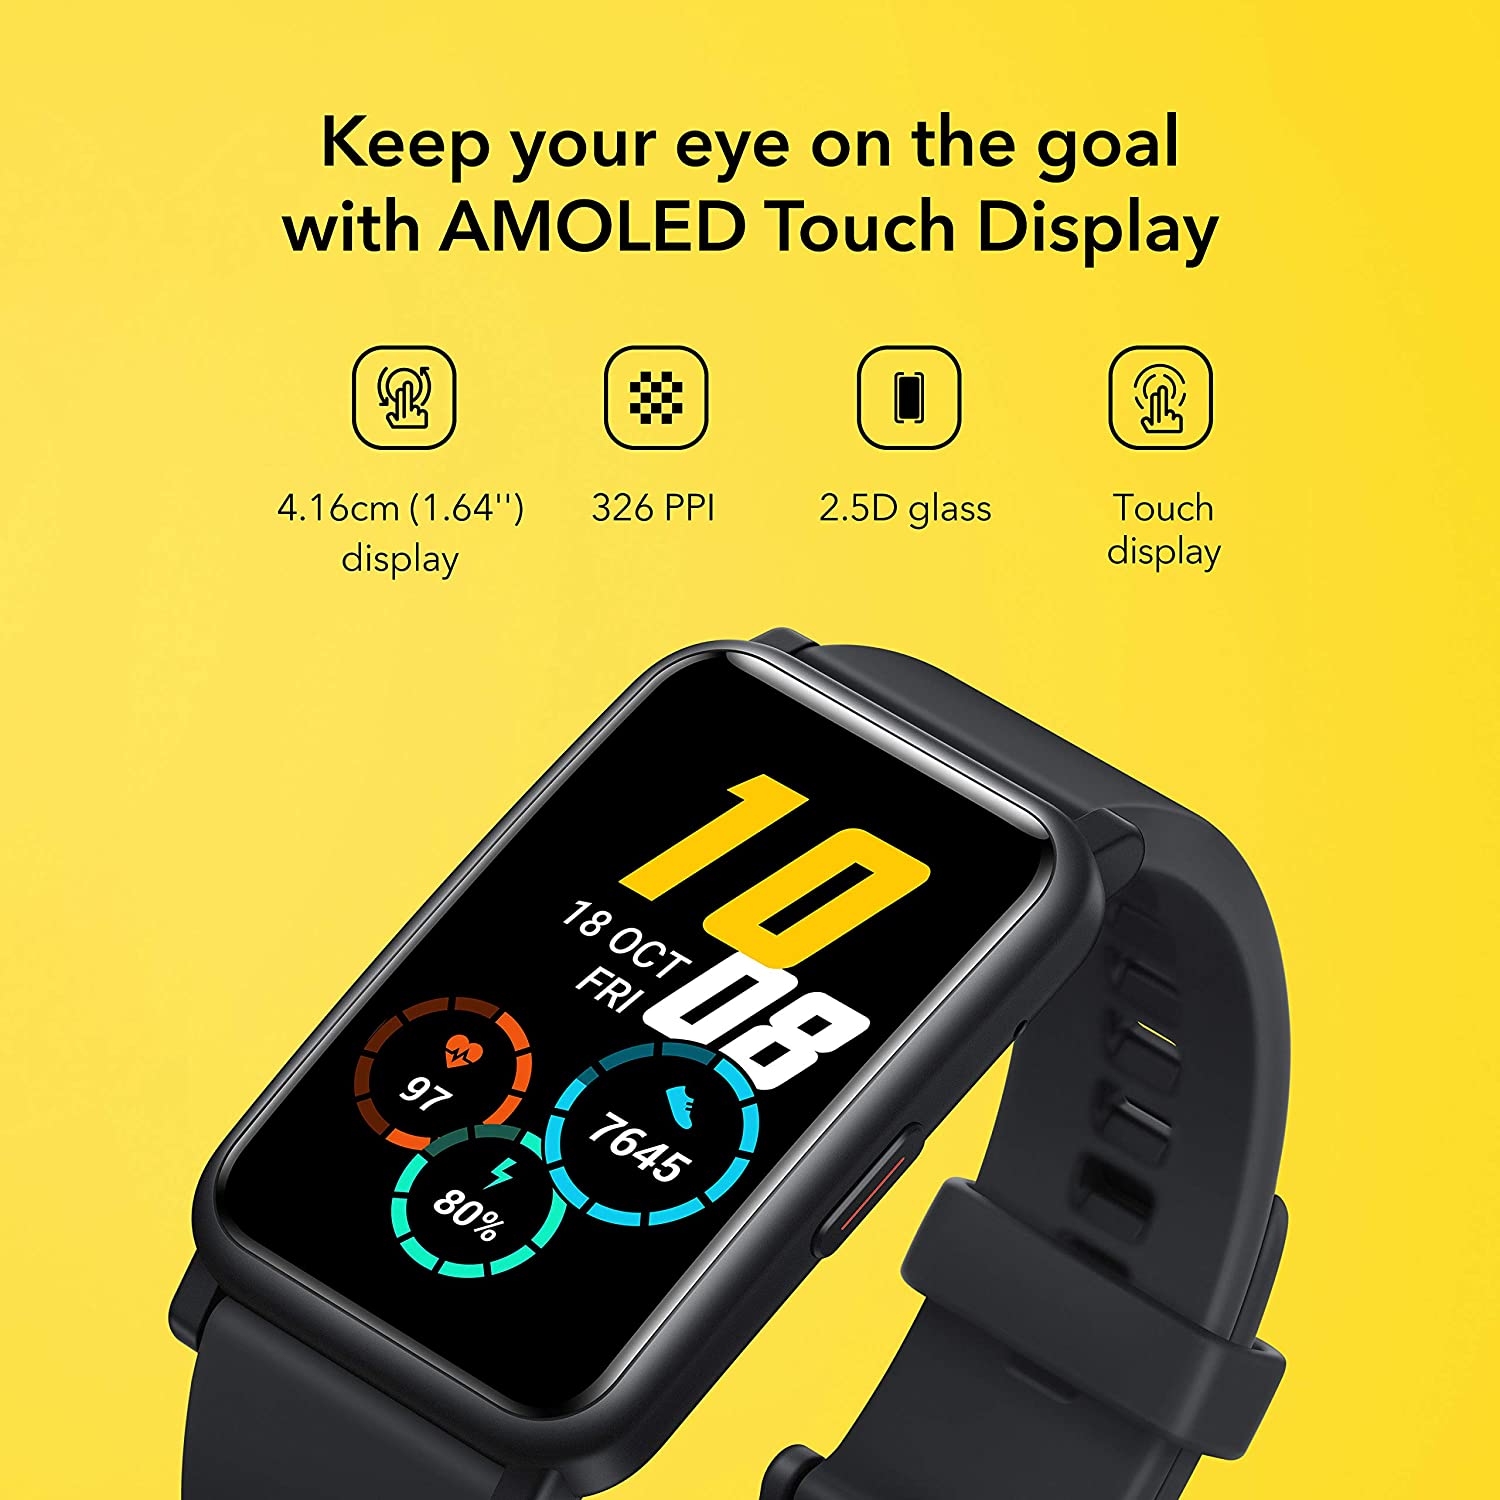 Keep your eye on the goal
with AMOLED Touch Display
4.16cm (1.64'')
display
326 PPI
2.5D glass
Touch
display
10
08
18 OCT
FRI
97
7645
80%